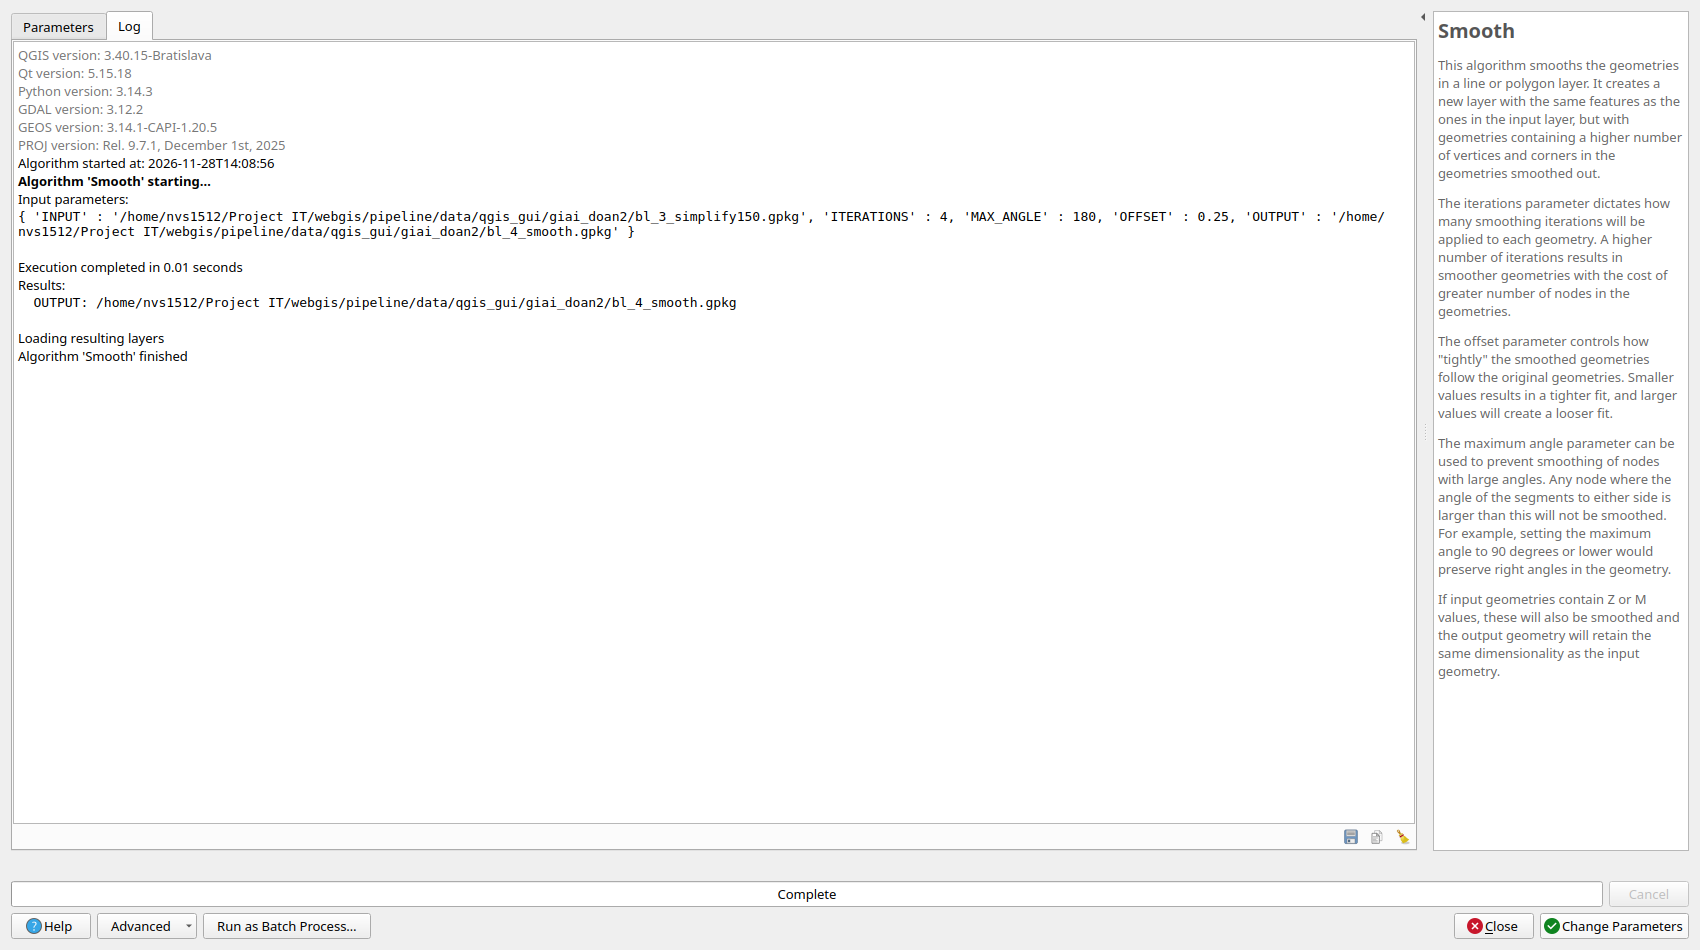 Parameters
Log
QGIS version: 3.40.15-Bratislava
Qt version: 5.15.18
Python version: 3.14.3
GDAL version: 3.12.2
GEOS version: 3.14.1-CAPI-1.20.5
PROJ version: Rel. 9.7.1, December 1st, 2025
Algorithm started at: 2026-11-28T14:08:56
Algorithm 'Smooth' starting…
Input parameters:
{ 'INPUT' : '/home/nvs1512/Project IT/webgis/pipeline/data/qgis_gui/giai_doan2/bl_3_simplify150.gpkg', 'ITERATIONS' : 4, 'MAX_ANGLE' : 180, 'OFFSET' : 0.25, 'OUTPUT' : '/home/
nvs1512/Project IT/webgis/pipeline/data/qgis_gui/giai_doan2/bl_4_smooth.gpkg' }
Execution completed in 0.01 seconds
Results:
OUTPUT: /home/nvs1512/Project IT/webgis/pipeline/data/qgis_gui/giai_doan2/bl_4_smooth.gpkg
Loading resulting layers
Algorithm 'Smooth' finished
Smooth
This algorithm smooths the geometries
in a line or polygon layer. It creates a
new layer with the same features as the
ones in the input layer, but with
geometries containing a higher number
of vertices and corners in the
geometries smoothed out.
The iterations parameter dictates how
many smoothing iterations will be
applied to each geometry. A higher
number of iterations results in
smoother geometries with the cost of
greater number of nodes in the
geometries.
The offset parameter controls how
"tightly" the smoothed geometries
follow the original geometries. Smaller
values results in a tighter fit, and larger
values will create a looser fit.
The maximum angle parameter can be
used to prevent smoothing of nodes
with large angles. Any node where the
angle of the segments to either side is
larger than this will not be smoothed.
For example, setting the maximum
angle to 90 degrees or lower would
preserve right angles in the geometry.
If input geometries contain Z or M
values, these will also be smoothed and
the output geometry will retain the
same dimensionality as the input
geometry.
Complete
Cancel
Help
Advanced
Run as Batch Process…
Close
Change Parameters